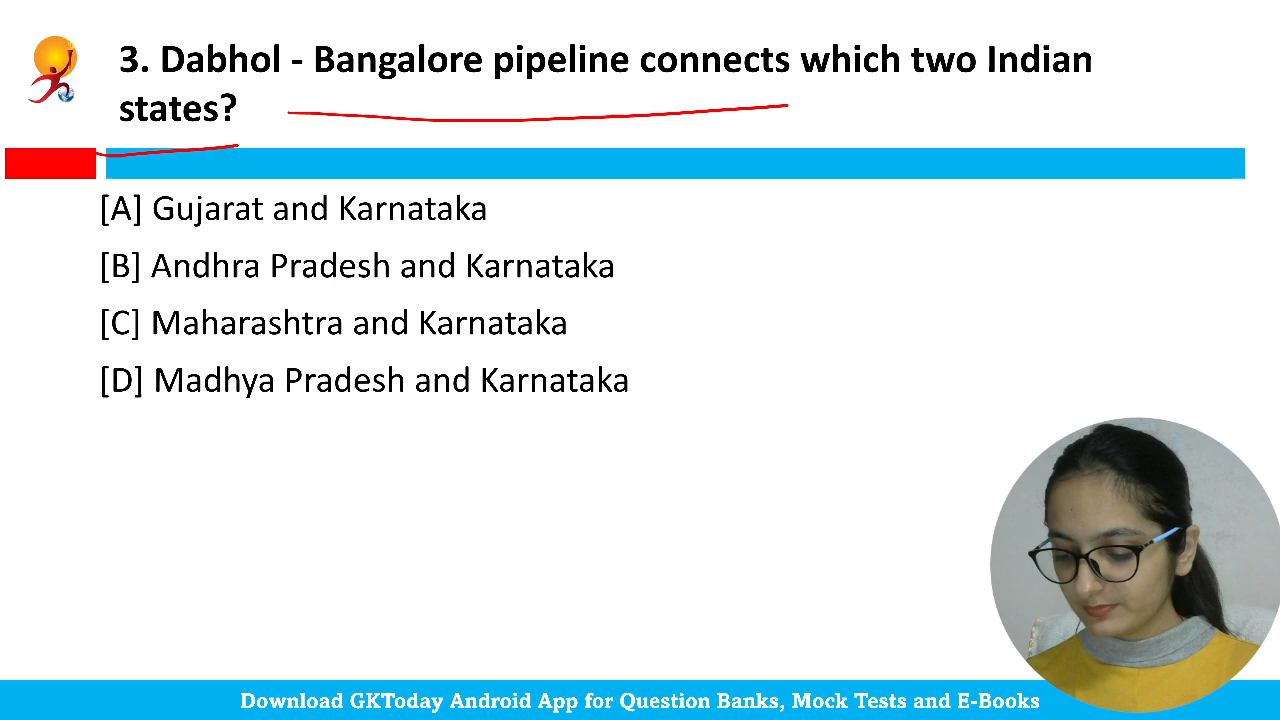 3. Dabhol - Bangalore pipeline connects which two Indian
states?
[A] Gujarat and Karnataka
[B] Andhra Pradesh and Karnataka
[C] Maharashtra and Karnataka
[D] Madhya Pradesh and Karnataka
Download GKToday Android App for Question Banks, Mock Tests and E-Books